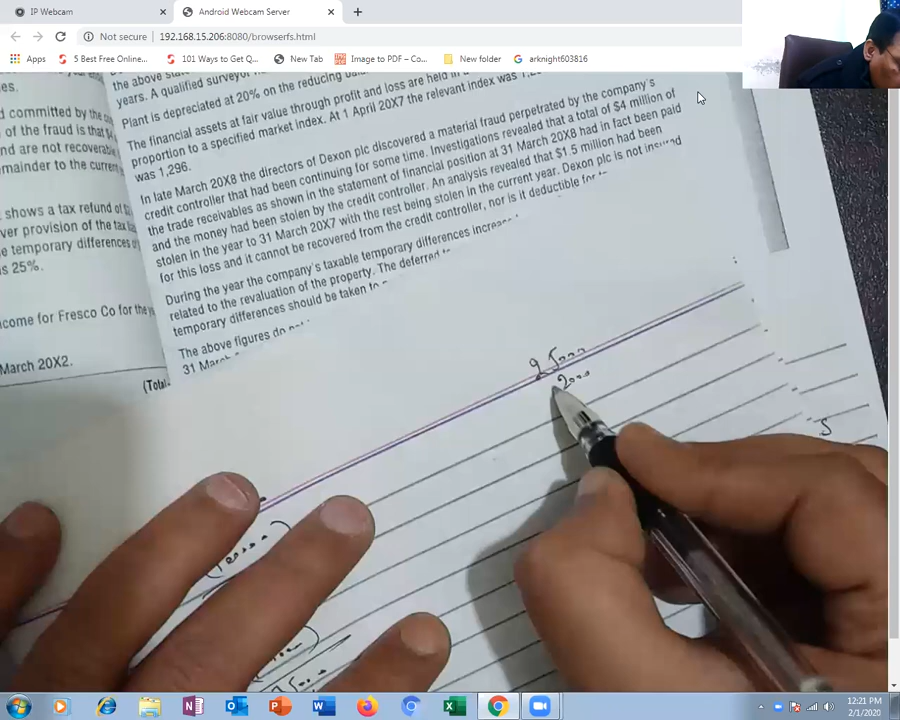 IP Webcam
Android Webcam Server
Not secure
192.168.15.206:8080/browserfs.html
Apps
5 Best Free Online...
101 Ways to Get Q...
New Tab
Image to PDF – C...
New folder
arknight603816
es.
d committed by the
of the fraud is that
nd are not recoverab
mainder to the current
shows a tax refund of
ver provision of the tax
e temporary differences
s 25%.
come for Fresco Co for the y
March 20X2.
(Total
the above
years. A qualified surveyor
Plant is depreciated at 20% on the reducing
The financial assets at fair value through profit and loss are held in
proportion to a specified market index. At 1 April 20X7 the relevant index was
was 1,296.
In late March 20X8 the directors of Dexon plc discovered a material fraud perpetrated by the company's
credit controller that had been continuing for some time. Investigations revealed that a total of $4 million of
the trade receivables as shown in the statement of financial position at 31 March 20X8 had in fact been paid
and the money had been stolen by the credit controller. An analysis revealed that $1.5 million had been
stolen in the year to 31 March 20X7 with the rest being stolen in the current year. Dexon plc is not insured
for this loss and it cannot be recovered from the credit controller, nor is it deductible for
During the year the company's taxable temporary differences
related to the revaluation of the property. The deferred
temporary differences should be taken to
The above figures do
31 March
2000
5
12:21 PM
2/1/2020